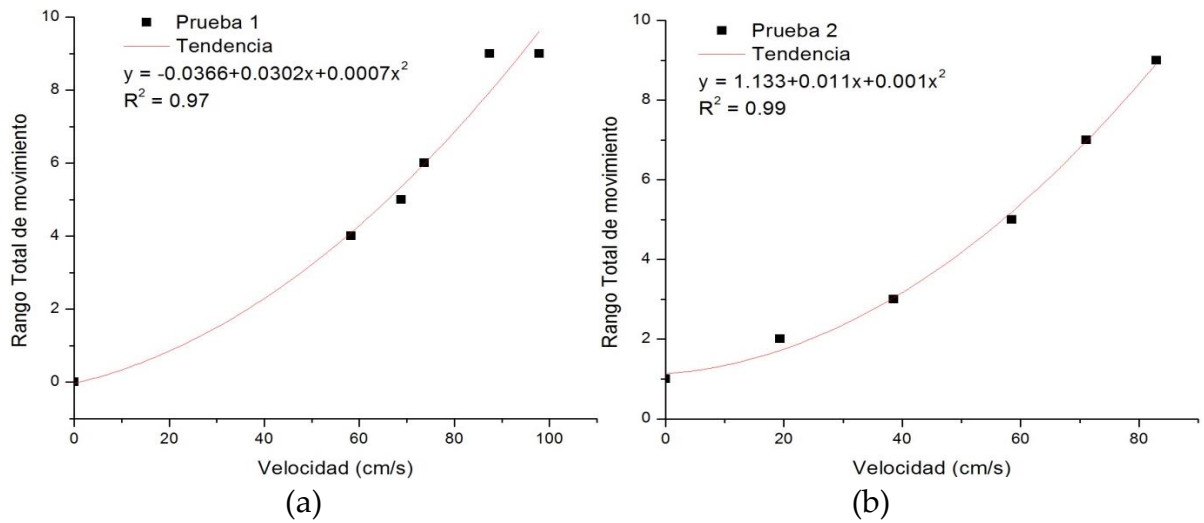 Prueba 1
Tendencia
y = -0.0366+0.0302x+0.0007x²
R² = 0.97
Rango Total de movimiento
10
8
6
4
2
0
0 20 40 60 80 100
Velocidad (cm/s)
(a)
Prueba 2
Tendencia
y = 1.133+0.011x+0.001x²
R² = 0.99
Rango Total de movimiento
10
8
6
4
2
0
0 20 40 60 80
Velocidad (cm/s)
(b)